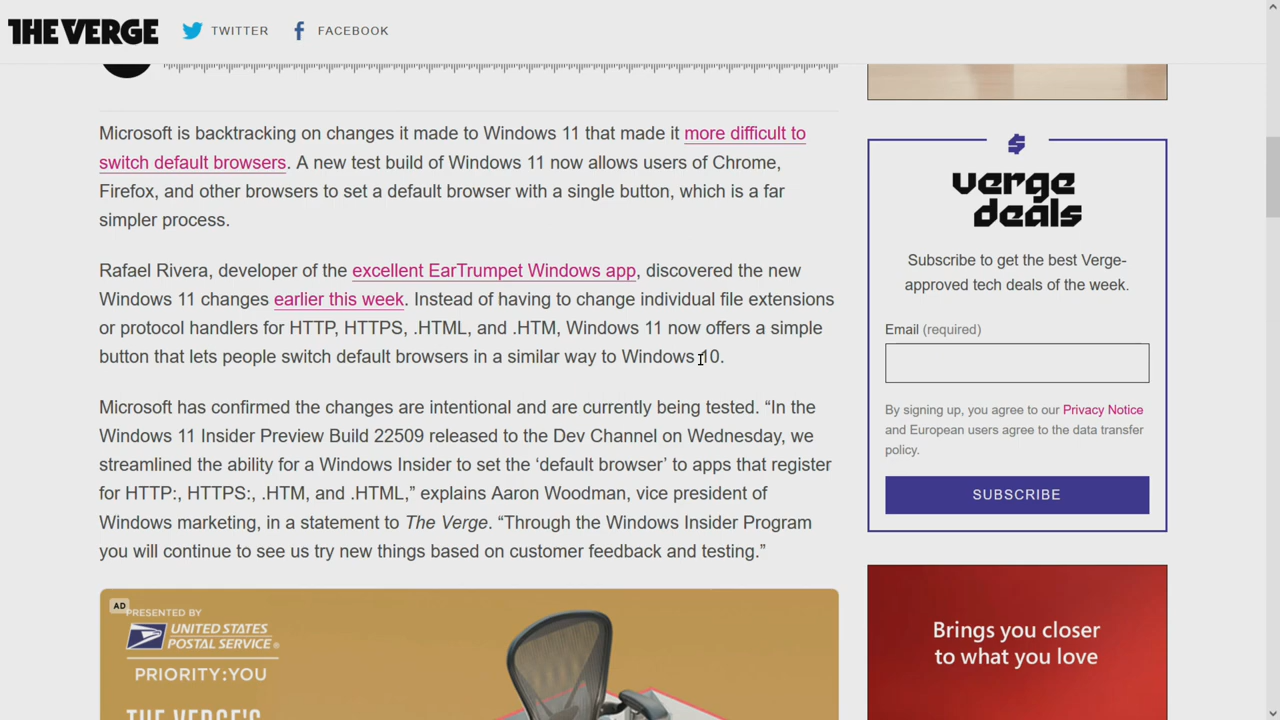 THE VERGE
TWITTER
FACEBOOK
Microsoft is backtracking on changes it made to Windows 11 that made it more difficult to
switch default browsers. A new test build of Windows 11 now allows users of Chrome,
Firefox, and other browsers to set a default browser with a single button, which is a far
simpler process.
Rafael Rivera, developer of the excellent EarTrumpet Windows app, discovered the new
Windows 11 changes earlier this week. Instead of having to change individual file extensions
or protocol handlers for HTTP, HTTPS, .HTML, and .HTM, Windows 11 now offers a simple
button that lets people switch default browsers in a similar way to Windows 10.
Microsoft has confirmed the changes are intentional and are currently being tested. “In the
Windows 11 Insider Preview Build 22509 released to the Dev Channel on Wednesday, we
streamlined the ability for a Windows Insider to set the ‘default browser’ to apps that register
for HTTP:, HTTPS:, .HTM, and .HTML,” explains Aaron Woodman, vice president of
Windows marketing, in a statement to The Verge. “Through the Windows Insider Program
you will continue to see us try new things based on customer feedback and testing.”
AD
PRESENTED BY
UNITED STATES
POSTAL SERVICE®
PRIORITY:YOU
THE VERGE'S
$
verge
deals
Subscribe to get the best Verge-
approved tech deals of the week.
Email (required)
By signing up, you agree to our Privacy Notice
and European users agree to the data transfer
policy.
SUBSCRIBE
Brings you closer
to what you love